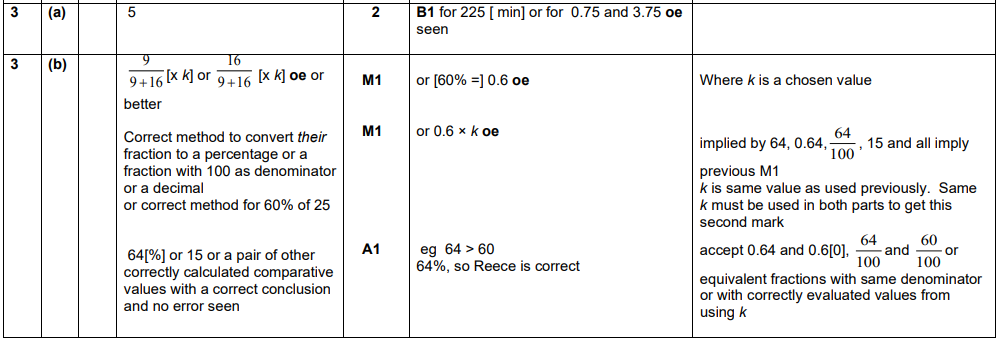 3 (a) 5 2 B1 for 225 [ min] or for 0.75 and 3.75 oe
seen
3 (b) 9/(9+16) [x k] or 16/(9+16) [x k] oe or M1 or [60% =] 0.6 oe Where k is a chosen value
better
Correct method to convert their M1 or 0.6 × k oe implied by 64, 0.64, 64/100 , 15 and all imply
fraction to a percentage or a previous M1
fraction with 100 as denominator k is same value as used previously. Same
or a decimal k must be used in both parts to get this
or correct method for 60% of 25 second mark
64[%] or 15 or a pair of other A1 eg 64 > 60 accept 0.64 and 0.6[0], 64/100 and 60/100 or
correctly calculated comparative 64%, so Reece is correct equivalent fractions with same denominator
values with a correct conclusion or with correctly evaluated values from
and no error seen using k